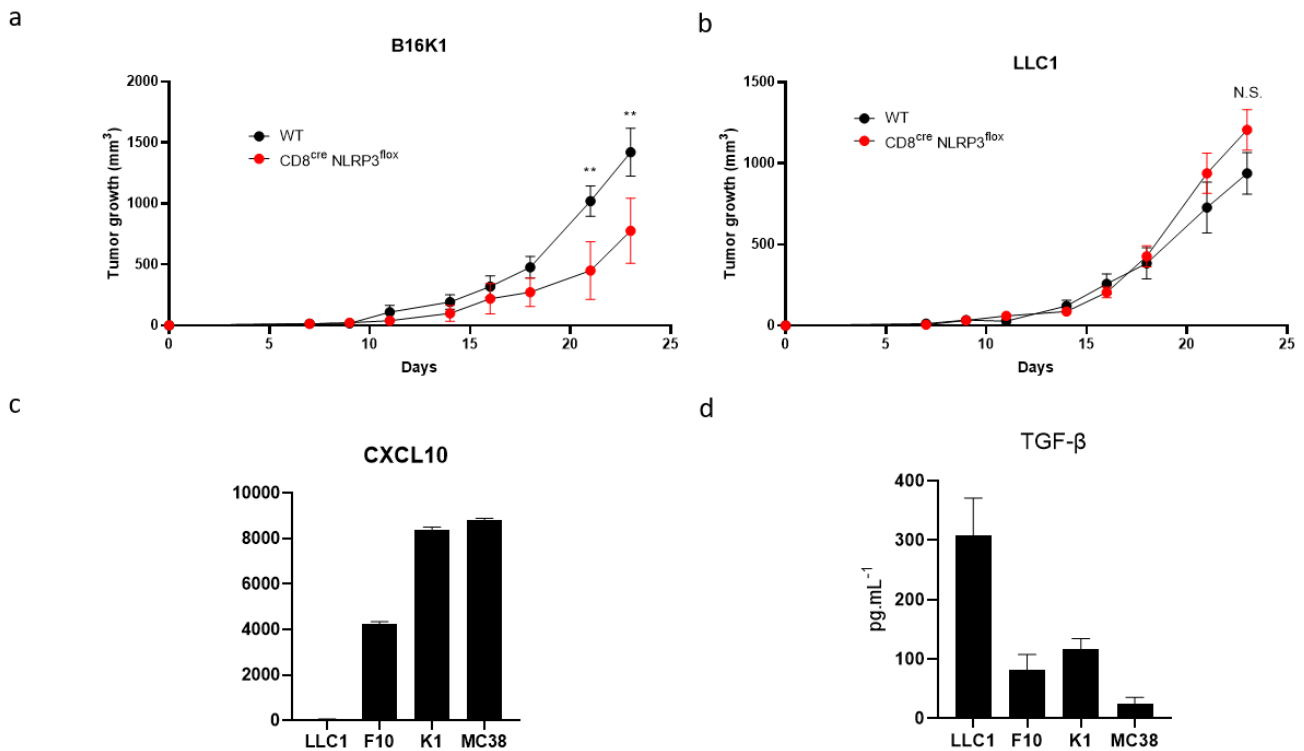 a
B16K1
Tumor growth (mm³)
2000
1500
1000
500
0
WT
CD8ᶜʳᵉ NLRP3ᶠˡᵒˣ
**
**
0 5 10 15 20 25
Days
b
LLC1
Tumor growth (mm³)
1500
1000
500
0
WT
CD8ᶜʳᵉ NLRP3ᶠˡᵒˣ
N.S.
0 5 10 15 20 25
Days
c
CXCL10
10000
8000
6000
4000
2000
0
LLC1 F10 K1 MC38
d
TGF-β
pg.mL⁻¹
400
300
200
100
0
LLC1 F10 K1 MC38